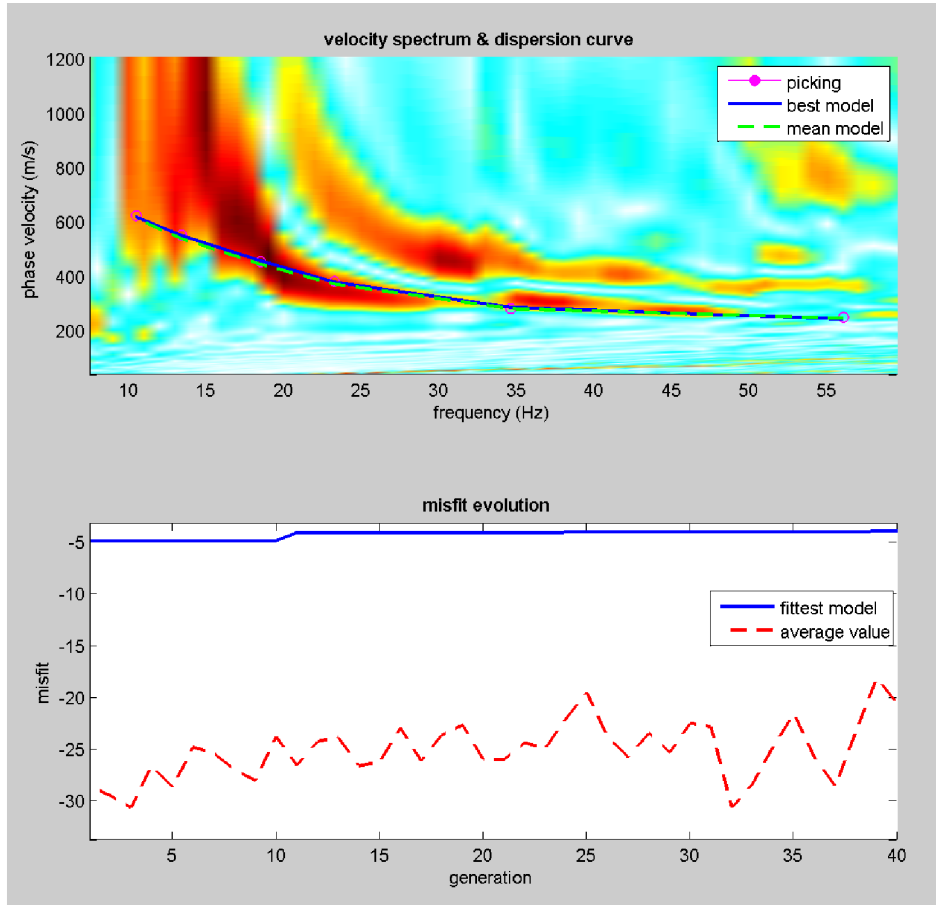 velocity spectrum & dispersion curve
1200
1000
800
600
400
200
phase velocity (m/s)
picking
best model
mean model
10 15 20 25 30 35 40 45 50 55
frequency (Hz)
misfit evolution
-5
-10
-15
-20
-25
-30
misfit
fittest model
average value
5 10 15 20 25 30 35 40
generation